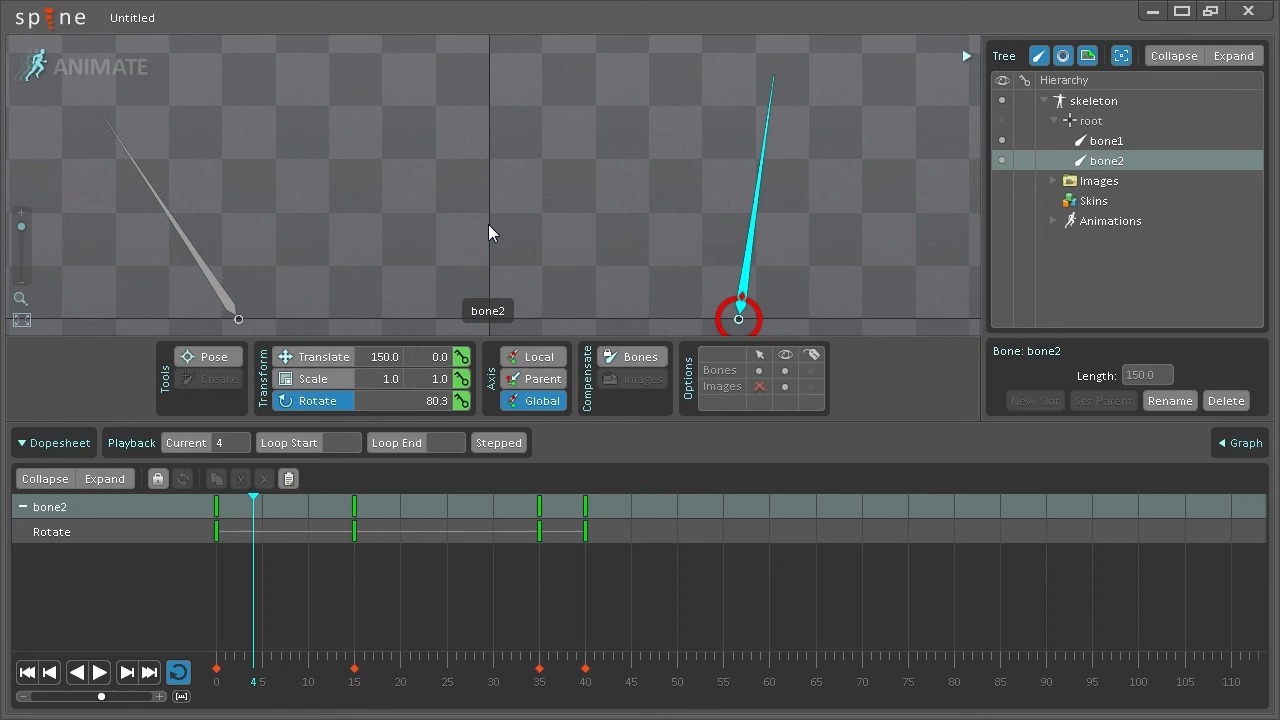 spine Untitled
ANIMATE
Tree Collapse Expand
Hierarchy
skeleton
root
bone1
bone2
Images
Skins
Animations
bone2
Tools
Pose
Create
Transform
Translate 150.0 0.0
Scale 1.0 1.0
Rotate 80.3
Axis
Local
Parent
Global
Compensate
Bones
Images
Options
Bones
Images
Bone: bone2
Length: 150.0
New Slot Set Parent Rename Delete
Dopesheet Playback Current 4 Loop Start Loop End Stepped Graph
Collapse Expand
bone2
Rotate
0 4 5 10 15 20 25 30 35 40 45 50 55 60 65 70 75 80 85 90 95 100 105 110